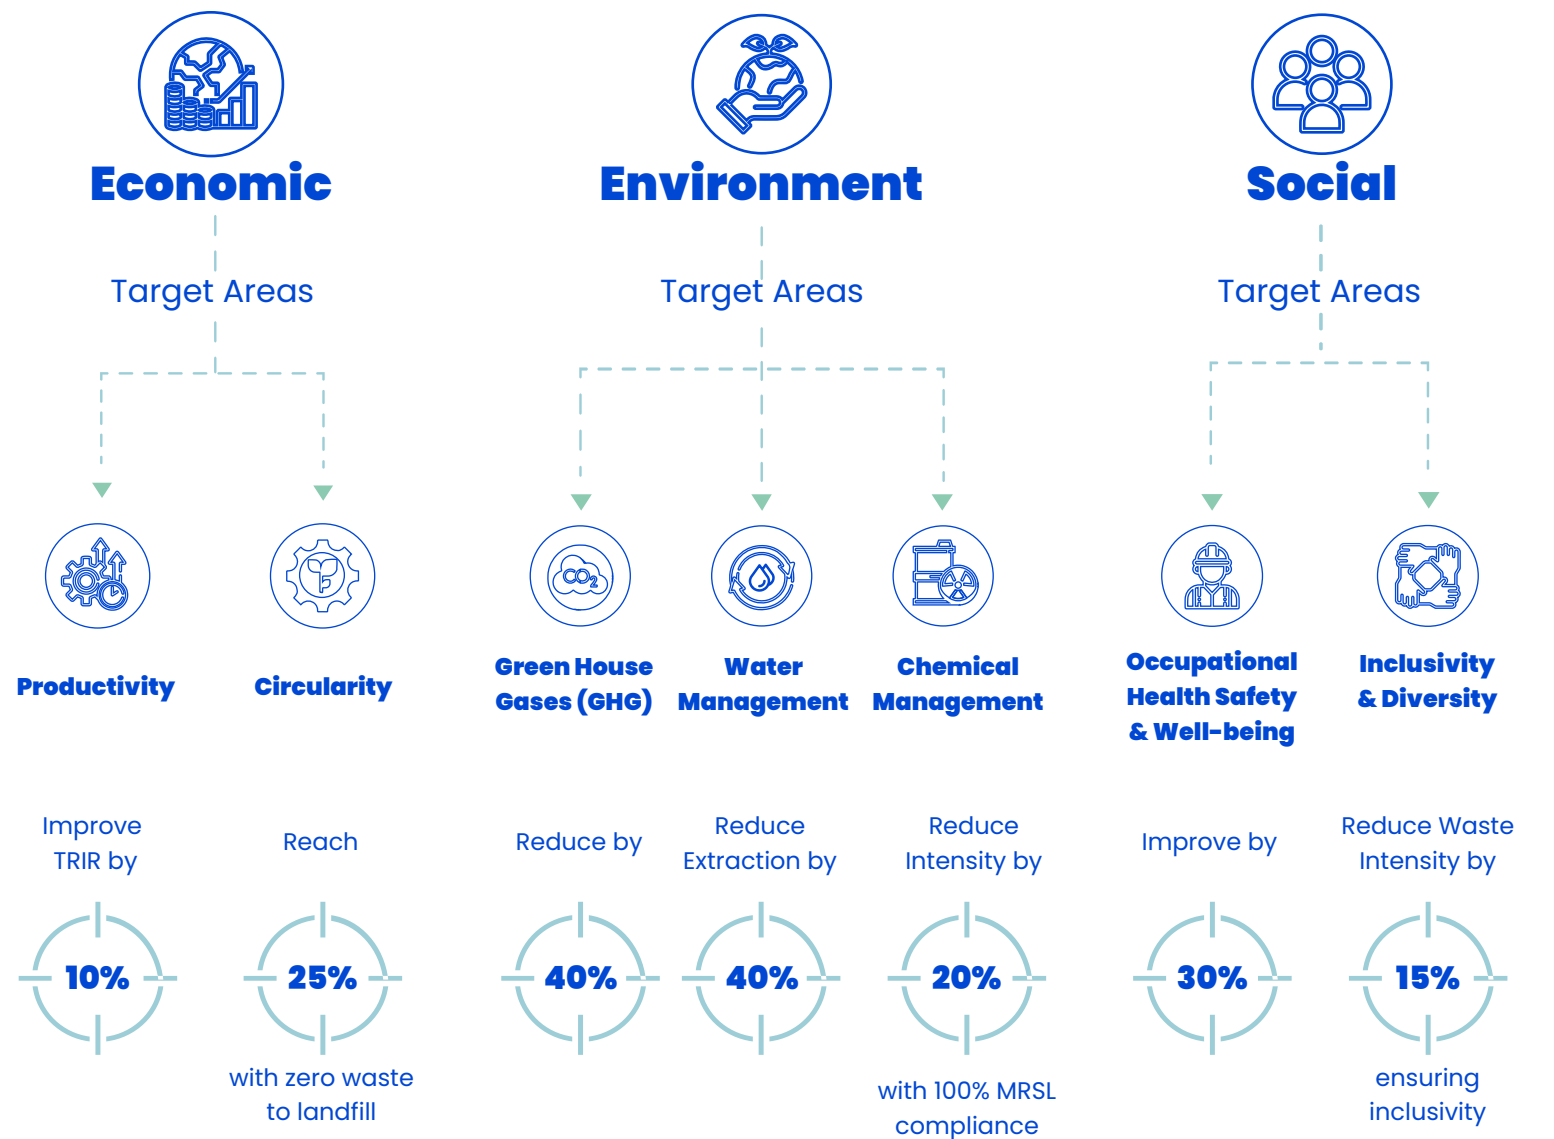 Economic
Target Areas
Productivity
Circularity
Improve
TRIR by
10%
Reach
25%
with zero waste
to landfill
Environment
Target Areas
CO2
Green House
Gases (GHG)
Water
Management
Chemical
Management
Reduce by
40%
Reduce
Extraction by
40%
Reduce
Intensity by
20%
with 100% MRSL
compliance
Social
Target Areas
Occupational
Health Safety
& Well-being
Inclusivity
& Diversity
Improve by
30%
Reduce Waste
Intensity by
15%
ensuring
inclusivity